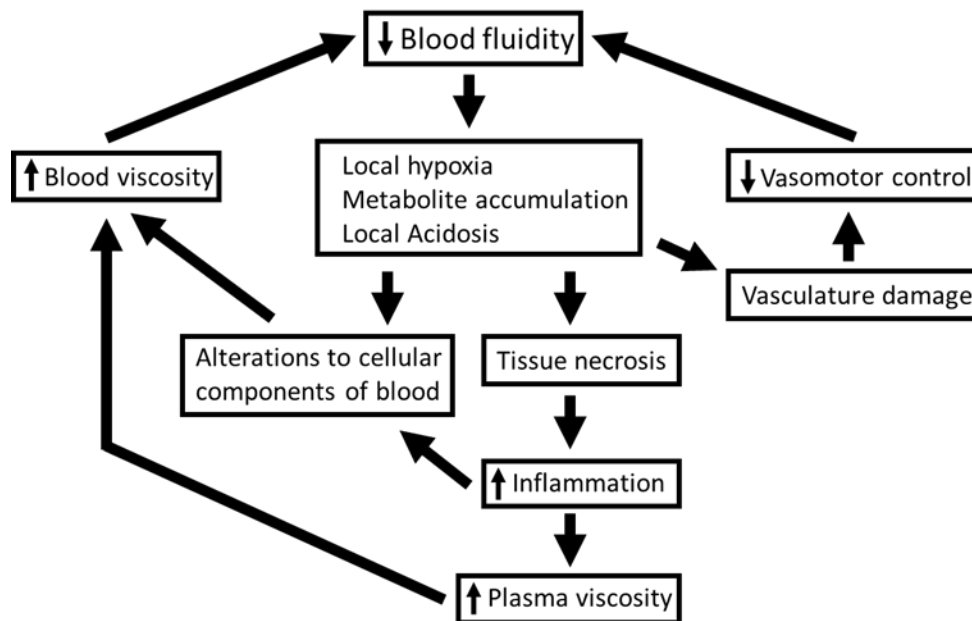 ↓ Blood fluidity
↑ Blood viscosity
Local hypoxia
Metabolite accumulation
Local Acidosis
↓ Vasomotor control
Vasculature damage
Alterations to cellular
components of blood
Tissue necrosis
↑ Inflammation
↑ Plasma viscosity